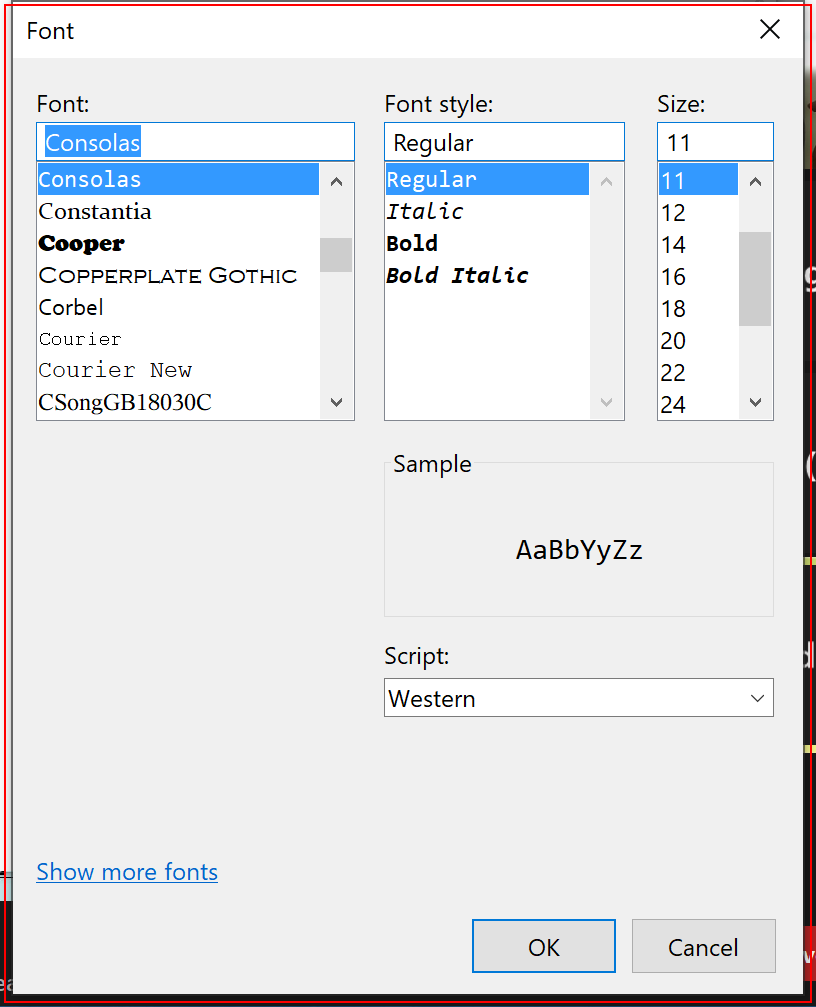 Font
Font:
Consolas
Consolas
Constantia
Cooper
Copperplate Gothic
Corbel
Courier
Courier New
CSongGB18030C
Font style:
Regular
Regular
Italic
Bold
Bold Italic
Size:
11
11
12
14
16
18
20
22
24
Sample
AaBbYyZz
Script:
Western
Show more fonts
OK
Cancel